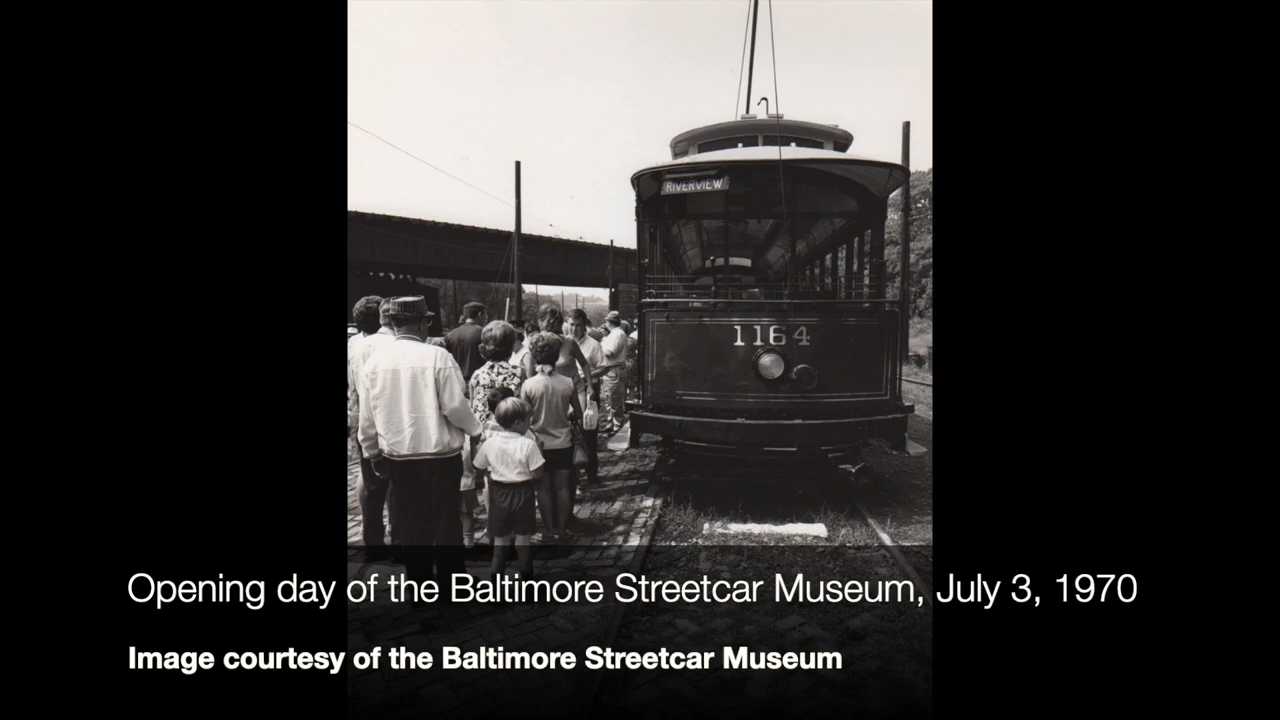 RIVERVIEW
1164
Opening day of the Baltimore Streetcar Museum, July 3, 1970
Image courtesy of the Baltimore Streetcar Museum